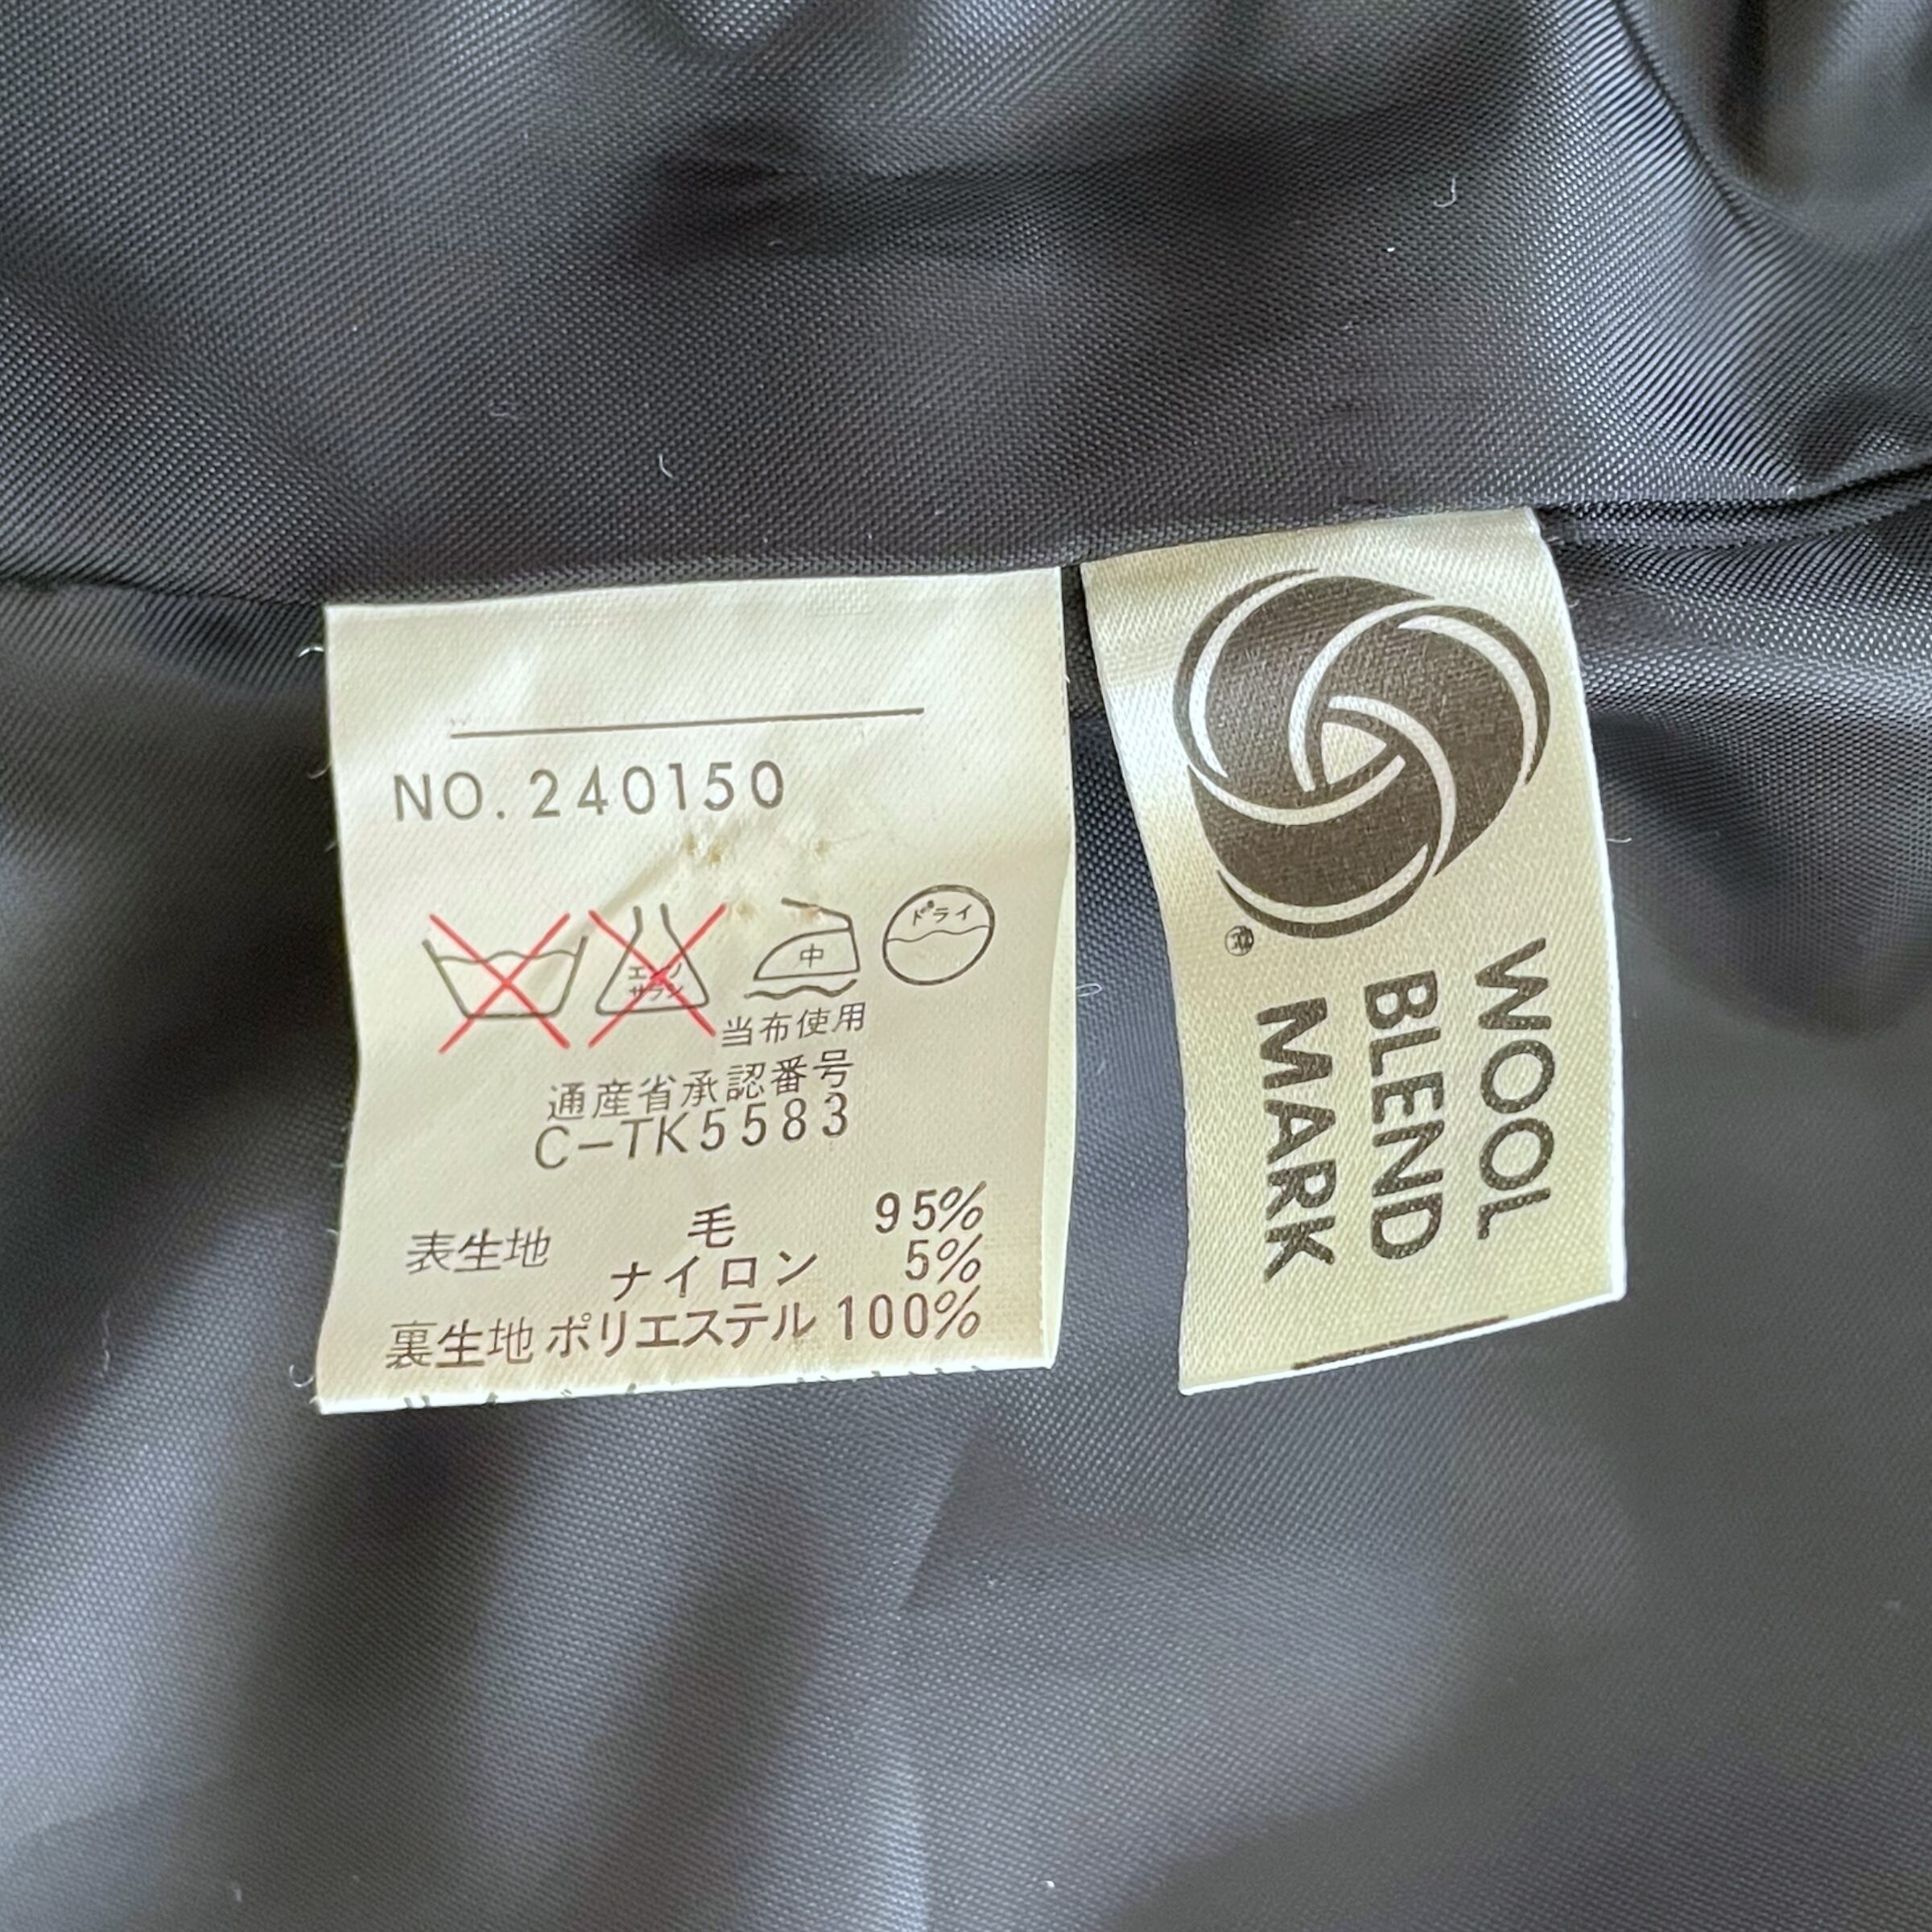 NO. 240150
エンソ
サラシ
中
ドライ
当布使用
通産省承認番号
C-TK5583
表生地 毛 95%
ナイロン 5%
裏生地 ポリエステル 100%
WOOL
BLEND
MARK